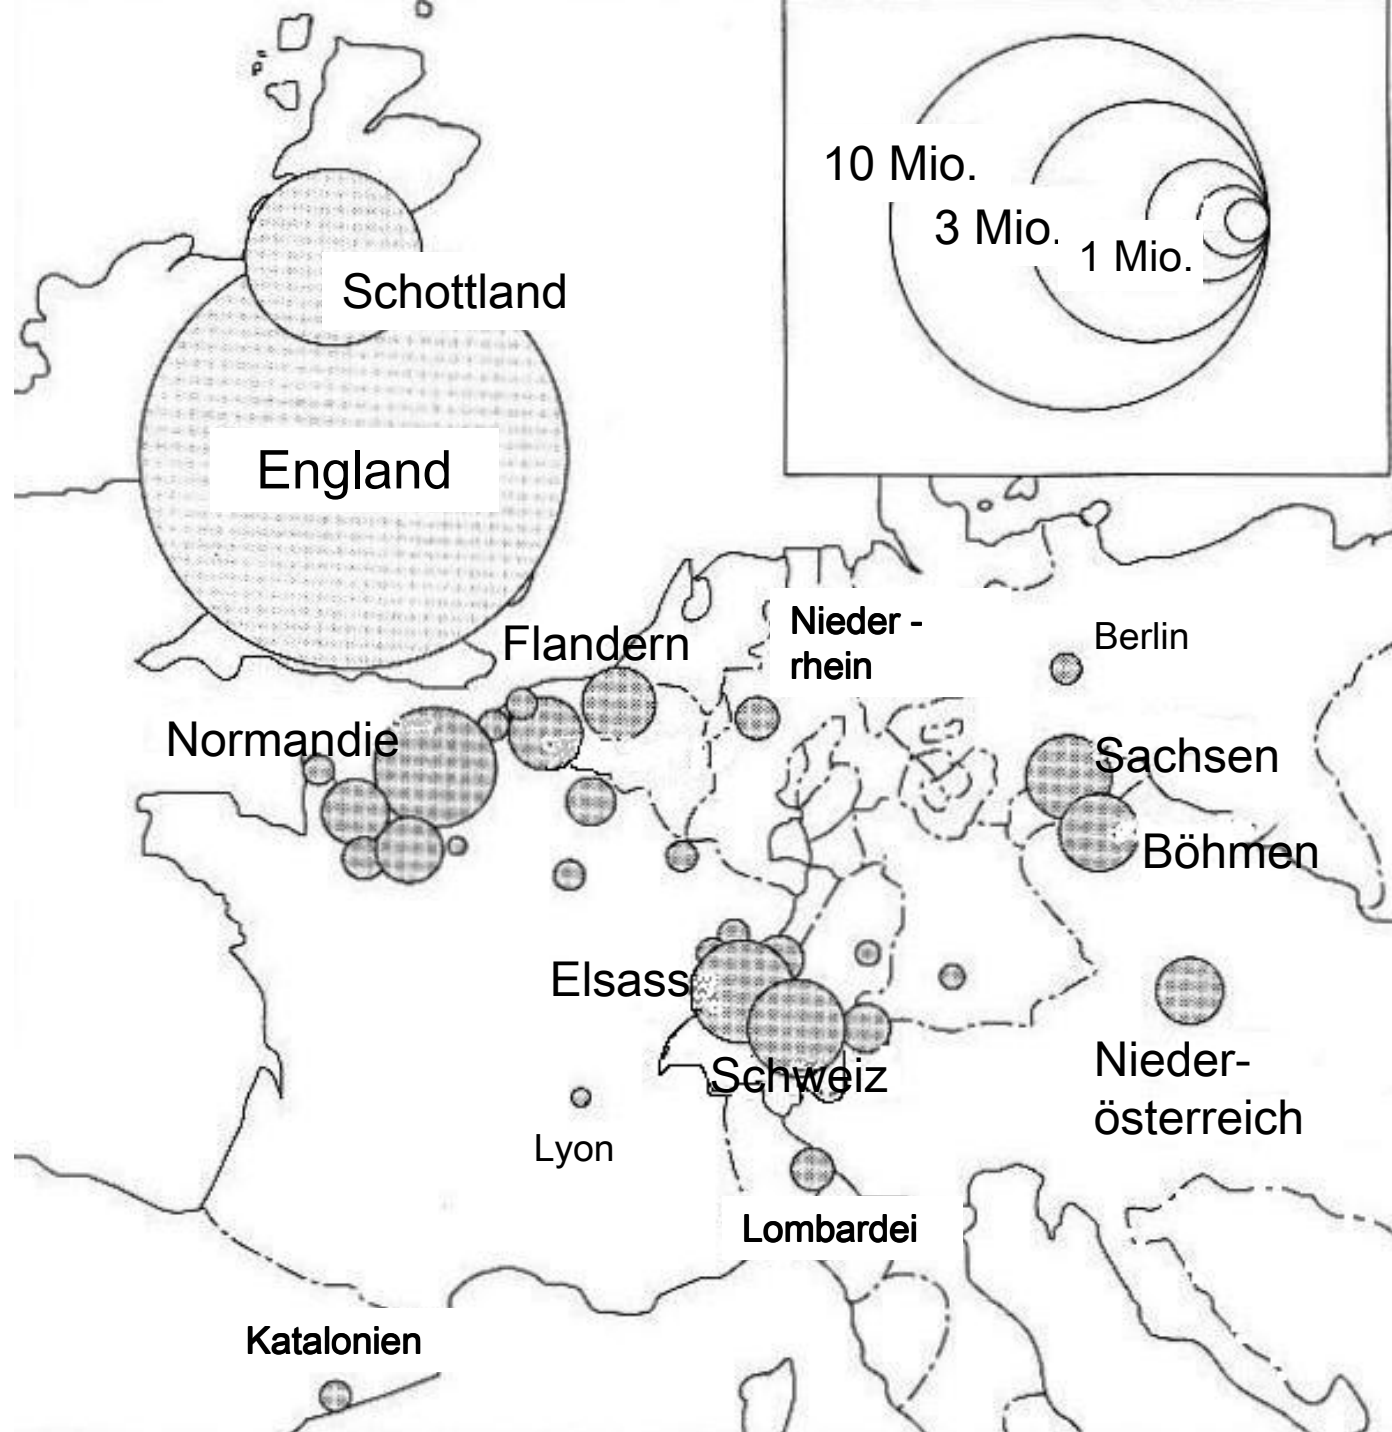 10 Mio.
3 Mio.
1 Mio.
Schottland
England
Nieder -
rhein
Flandern
Berlin
Normandie
Sachsen
Böhmen
Elsass
Schweiz
Nieder-
österreich
Lyon
Lombardei
Katalonien